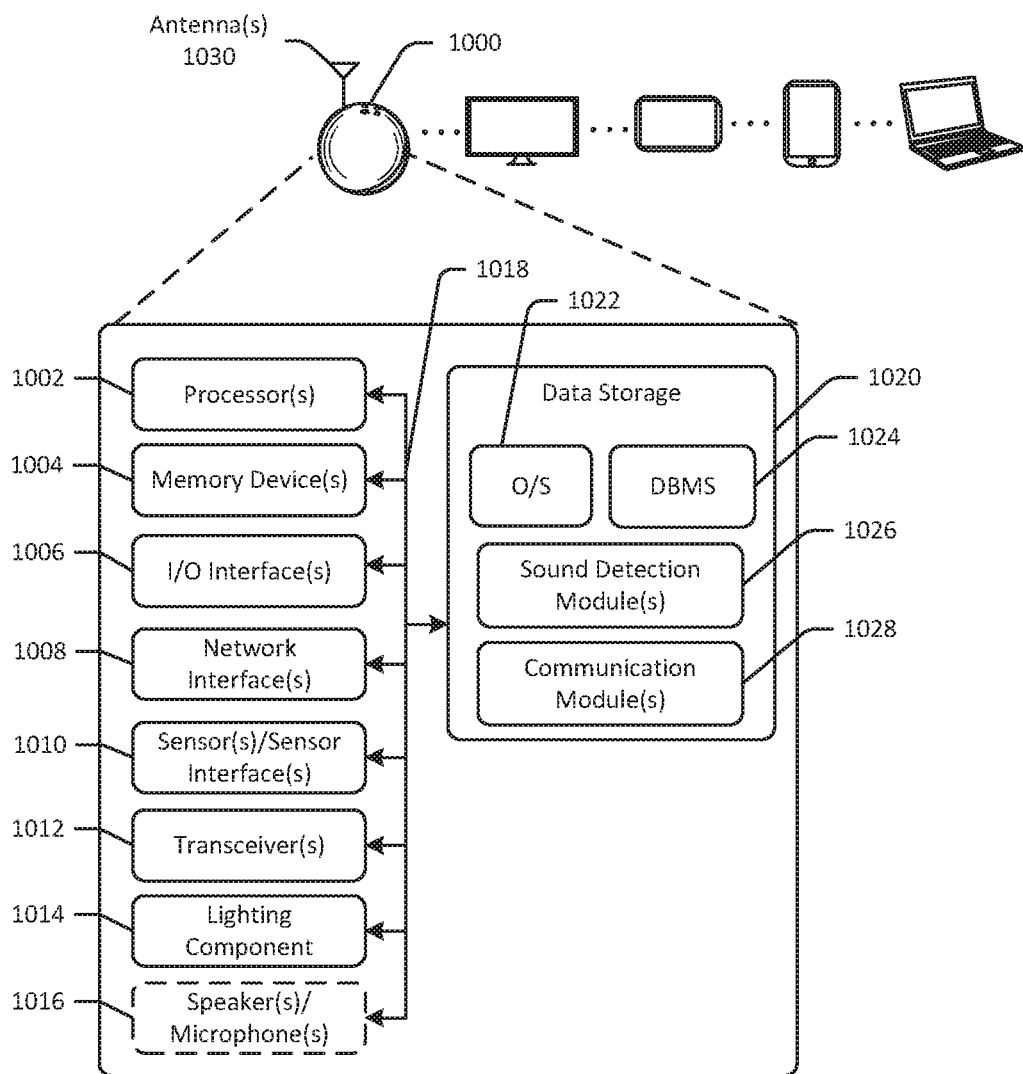 Antenna(s)
1030
1000
1018
1022
1002
Processor(s)
Data Storage
1020
1004
Memory Device(s)
O/S
DBMS
1024
1006
I/O Interface(s)
Sound Detection
Module(s)
1026
1008
Network
Interface(s)
Communication
Module(s)
1028
1010
Sensor(s)/Sensor
Interface(s)
1012
Transceiver(s)
1014
Lighting
Component
1016
Speaker(s)/
Microphone(s)